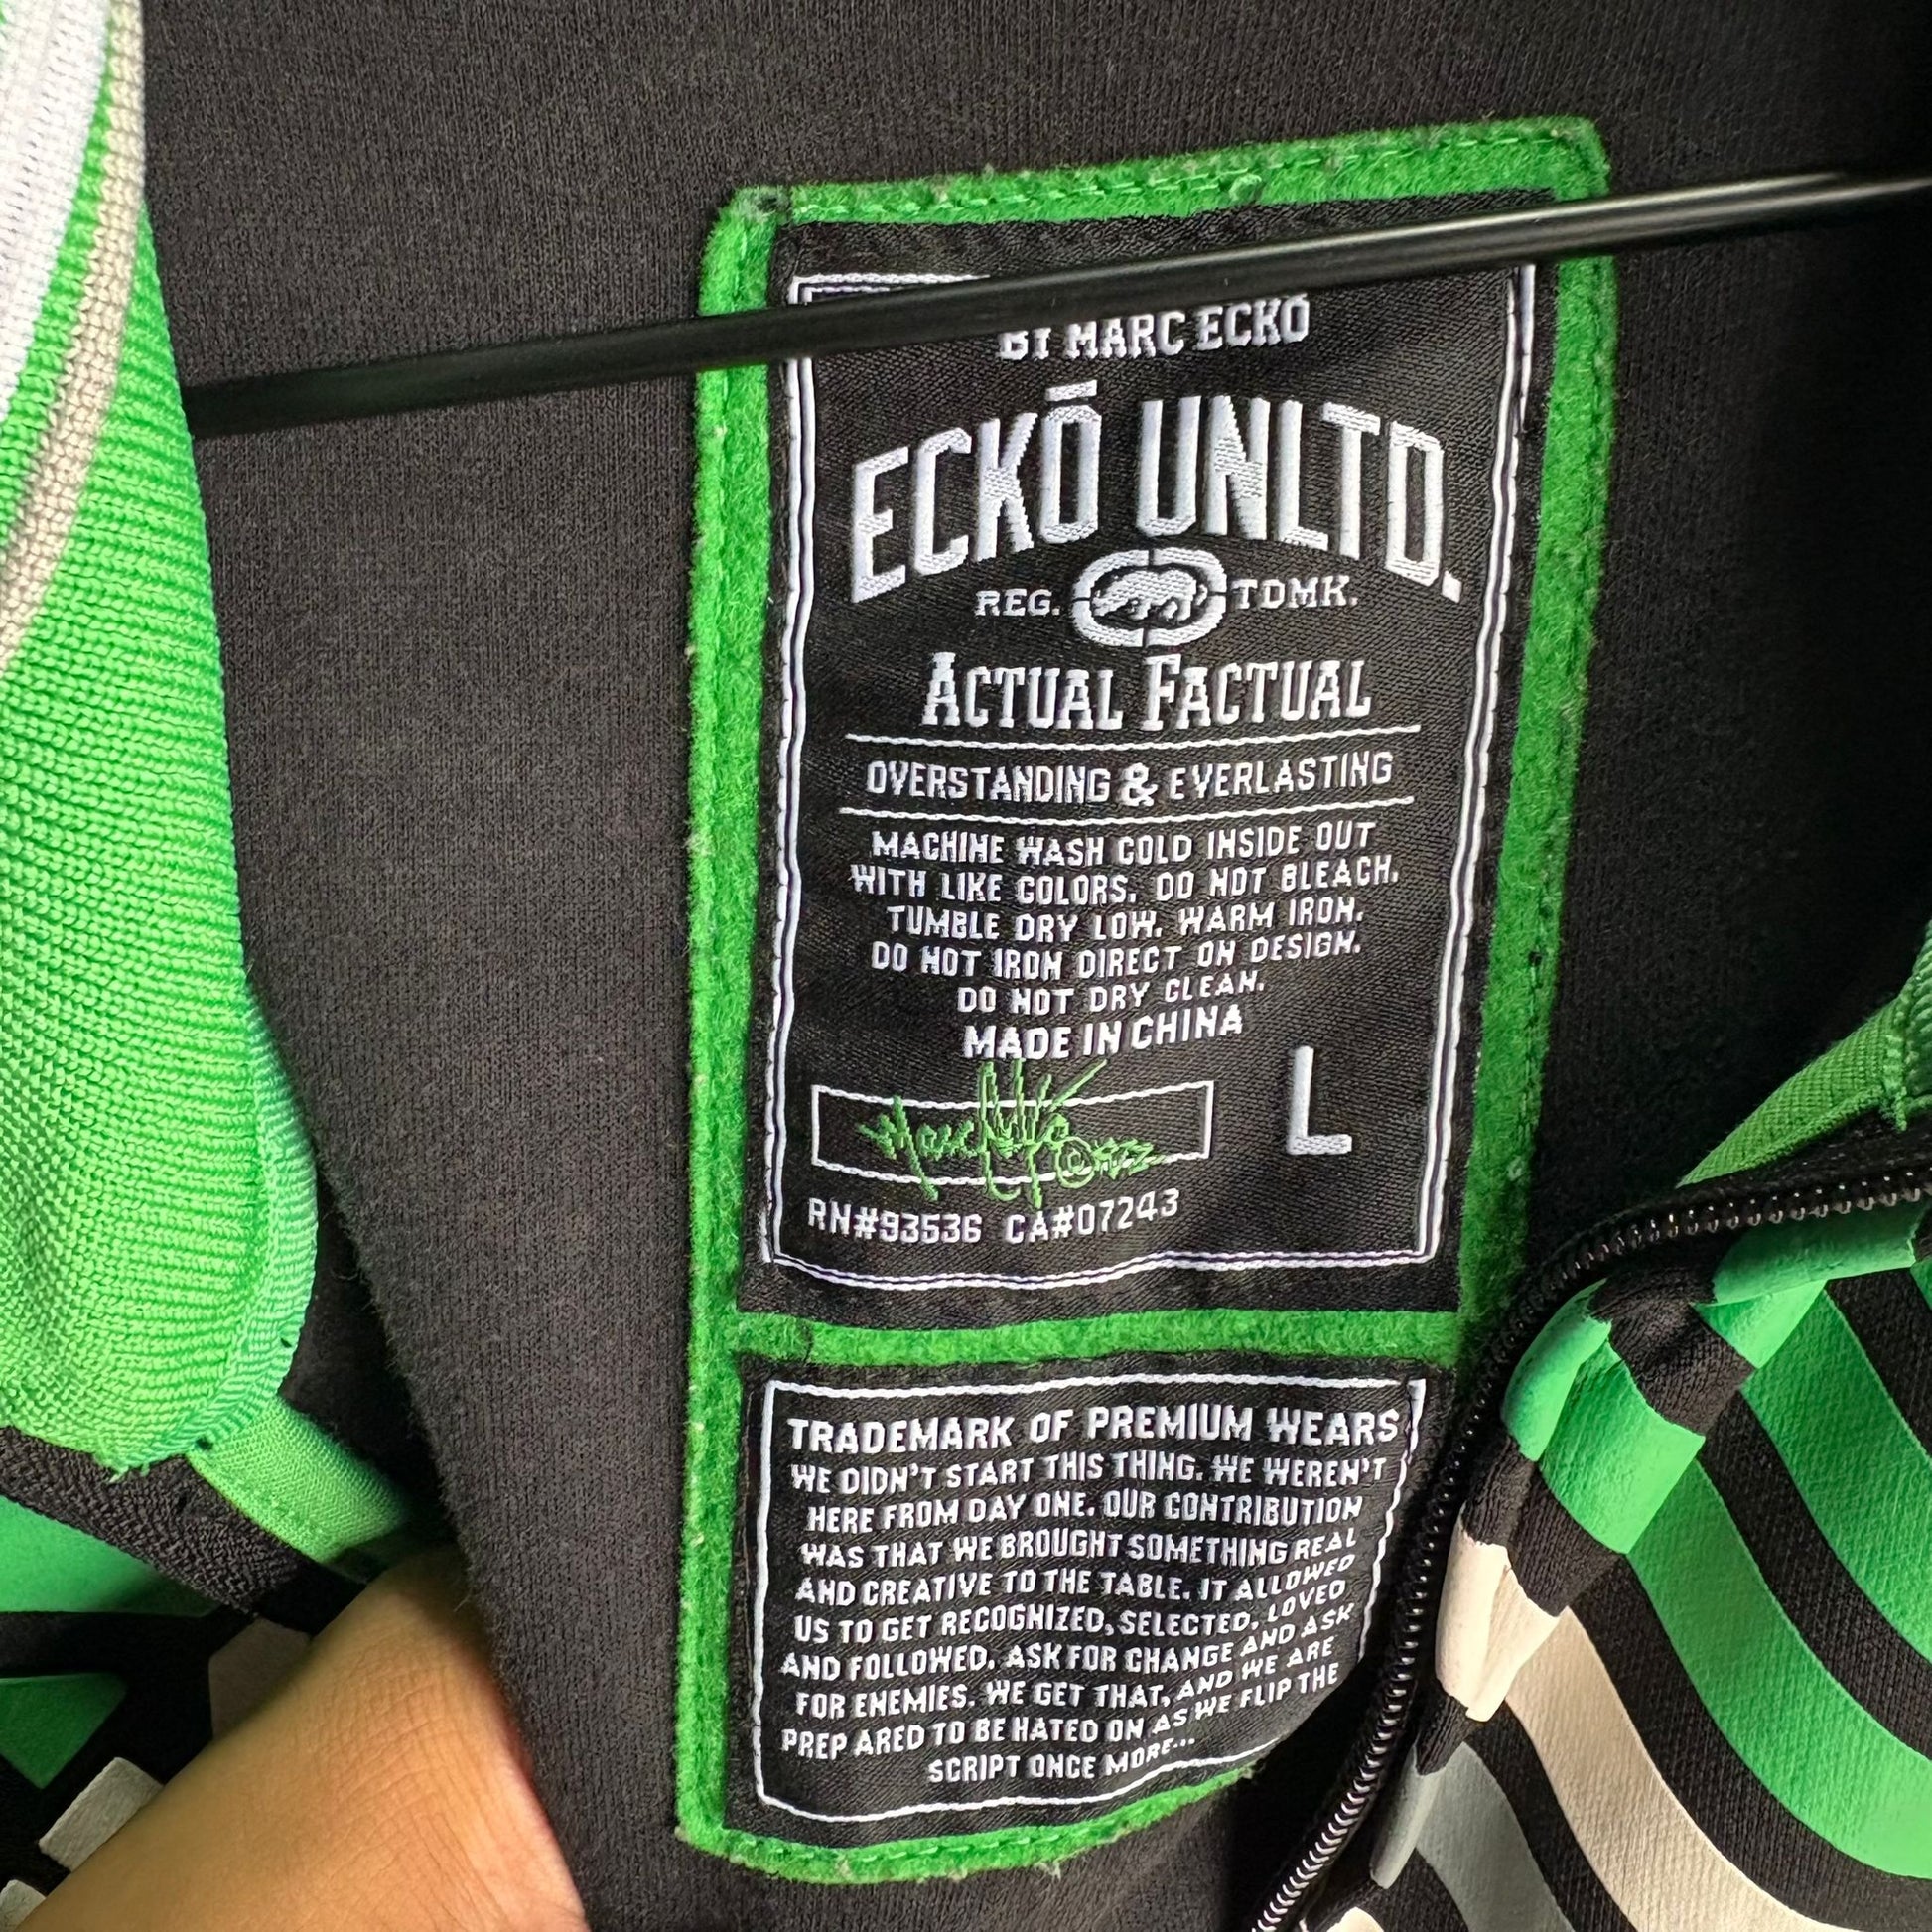 BY MARC ECKO
ECKŌ UNLTD.
REG. TDMK.
ACTUAL FACTUAL
OVERSTANDING & EVERLASTING
MACHINE WASH COLD INSIDE OUT
WITH LIKE COLORS. DO NOT BLEACH.
TUMBLE DRY LOW. WARM IRON.
DO NOT IRON DIRECT ON DESIGN.
DO NOT DRY CLEAN.
MADE IN CHINA
L
RN#93536 CA#07243
TRADEMARK OF PREMIUM WEARS
WE DIDN'T START THIS THING. WE WEREN'T
HERE FROM DAY ONE. OUR CONTRIBUTION
WAS THAT WE BROUGHT SOMETHING REAL
AND CREATIVE TO THE TABLE. IT ALLOWED
US TO GET RECOGNIZED, SELECTED, LOVED
AND FOLLOWED. ASK FOR CHANGE AND ASK
FOR ENEMIES. WE GET THAT, AND WE ARE
PREP ARED TO BE HATED ON AS WE FLIP THE
SCRIPT ONCE MORE...